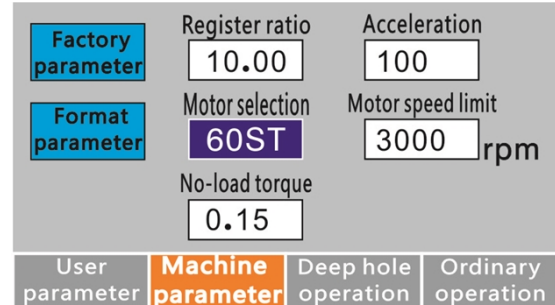 Factory
parameter
Register ratio
10.00
Acceleration
100
Format
parameter
Motor selection
60ST
Motor speed limit
3000 rpm
No-load torque
0.15
User
parameter
Machine
parameter
Deep hole
operation
Ordinary
operation